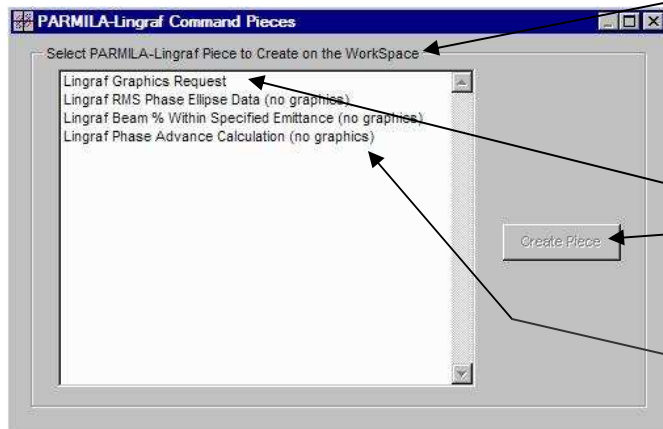 PARMILA-Lingraf Command Pieces
Select PARMILA-Lingraf Piece to Create on the WorkSpace
Lingraf Graphics Request
Lingraf RMS Phase Ellipse Data (no graphics)
Lingraf Beam % Within Specified Emittance (no graphics)
Lingraf Phase Advance Calculation (no graphics)
Create Piece